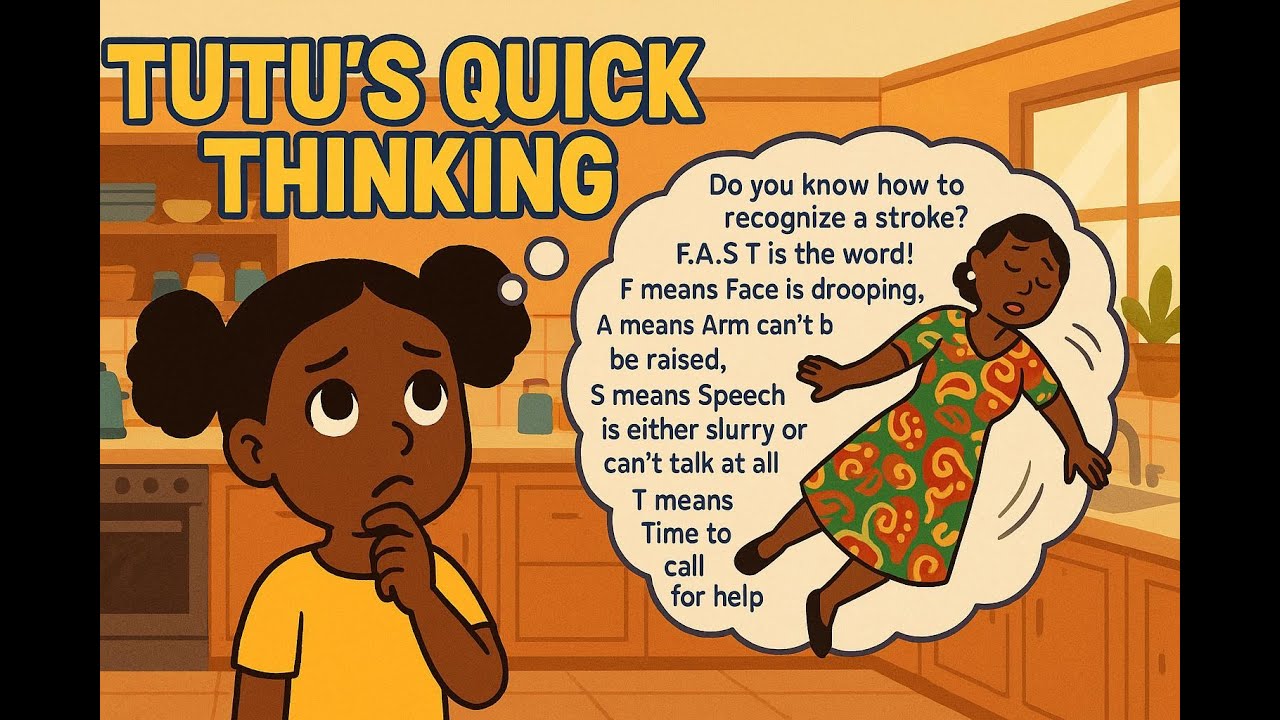 TUTU'S QUICK
THINKING
Do you know how to
recognize a stroke?
F.A.S T is the word!
F means Face is drooping,
A means Arm can't b
be raised,
S means Speech
is either slurry or
can't talk at all
T means
Time to
call
for help